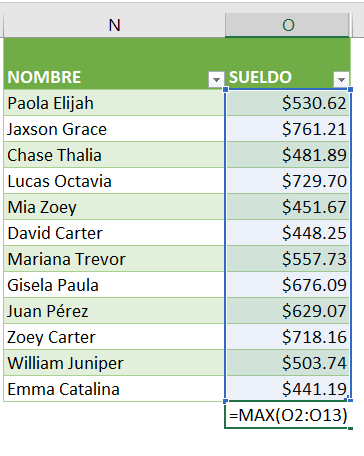 N O
NOMBRE SUELDO
Paola Elijah $530.62
Jaxson Grace $761.21
Chase Thalia $481.89
Lucas Octavia $729.70
Mia Zoey $451.67
David Carter $448.25
Mariana Trevor $557.73
Gisela Paula $676.09
Juan Pérez $629.07
Zoey Carter $718.16
William Juniper $503.74
Emma Catalina $441.19
=MAX(O2:O13)